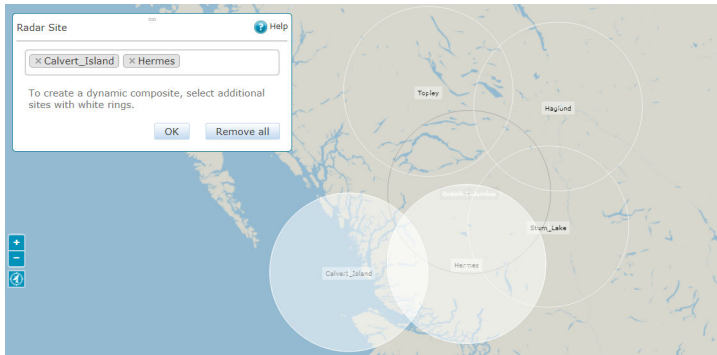 Radar Site
Help
× Calvert_Island × Hermes
To create a dynamic composite, select additional
sites with white rings.
OK Remove all
Topley
Haglund
Stum_Lake
Hermes
Calvert_Island
+
−